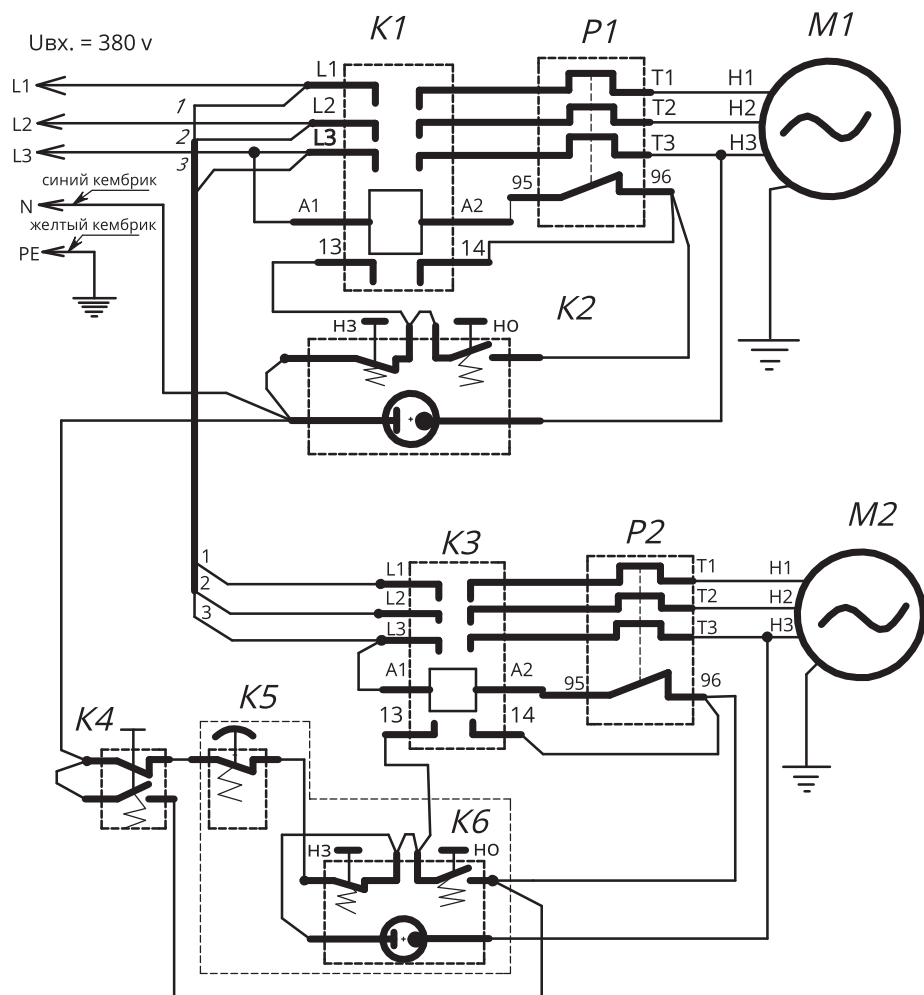 K1
P1
M1
Uвх. = 380 v
L1
L1
T1
H1
1
L2
L2
T2
H2
2
L3
L3
T3
H3
3
синий кембрик
95
96
N
A1
A2
желтый кембрик
13
14
PE
K2
НЗ
НО
M2
P2
K3
1
L1
T1
H1
2
L2
T2
H2
3
L3
T3
H3
A1
A2
95
96
K5
K4
13
14
K6
НЗ
НО